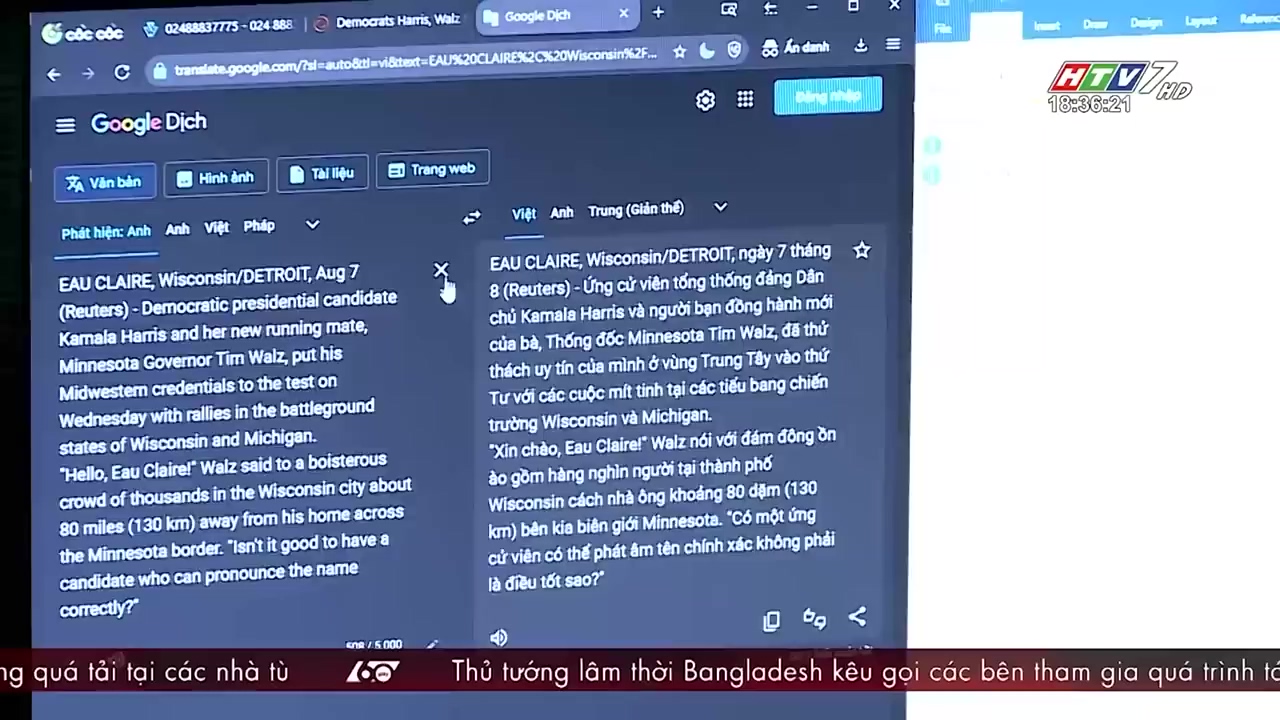 cốc cốc
02488837775 - 024 888
Democrats Harris, Walz
Google Dịch
translate.google.com/?sl=auto&tl=vi&text=EAU%20CLAIRE%2C%20Wisconsin%2F...
Ẩn danh
File
Insert
Draw
Design
Layout
HTV7 HD
18:36:21
Google Dịch
Đăng nhập
Văn bản
Hình ảnh
Tài liệu
Trang web
Phát hiện: Anh
Anh
Việt
Pháp
Việt
Anh
Trung (Giản thể)
EAU CLAIRE, Wisconsin/DETROIT, Aug 7
(Reuters) - Democratic presidential candidate
Kamala Harris and her new running mate,
Minnesota Governor Tim Walz, put his
Midwestern credentials to the test on
Wednesday with rallies in the battleground
states of Wisconsin and Michigan.
"Hello, Eau Claire!" Walz said to a boisterous
crowd of thousands in the Wisconsin city about
80 miles (130 km) away from his home across
the Minnesota border. "Isn't it good to have a
candidate who can pronounce the name
correctly?"
508 / 5.000
EAU CLAIRE, Wisconsin/DETROIT, ngày 7 tháng
8 (Reuters) - Ứng cử viên tổng thống đảng Dân
chủ Kamala Harris và người bạn đồng hành mới
của bà, Thống đốc Minnesota Tim Walz, đã thử
thách uy tín của mình ở vùng Trung Tây vào thứ
Tư với các cuộc mít tinh tại các tiểu bang chiến
trường Wisconsin và Michigan.
"Xin chào, Eau Claire!" Walz nói với đám đông ồn
ào gồm hàng nghìn người tại thành phố
Wisconsin cách nhà ông khoảng 80 dặm (130
km) bên kia biên giới Minnesota. "Có một ứng
cử viên có thể phát âm tên chính xác không phải
là điều tốt sao?"
quá tải tại các nhà tù
60 giây
Thủ tướng lâm thời Bangladesh kêu gọi các bên tham gia quá trình